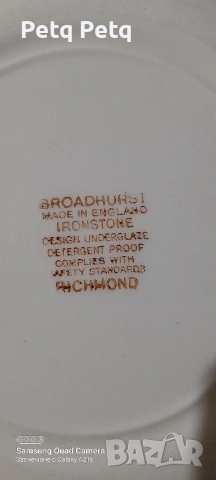 Petq Petq
BROADHURST
MADE IN ENGLAND
IRONSTONE
DESIGN UNDERGLAZE
DETERGENT PROOF
COMPLIES WITH
SAFETY STANDARDS
RICHMOND
Samsung Quad Camera
Заснемано с Galaxy A21s
bazar